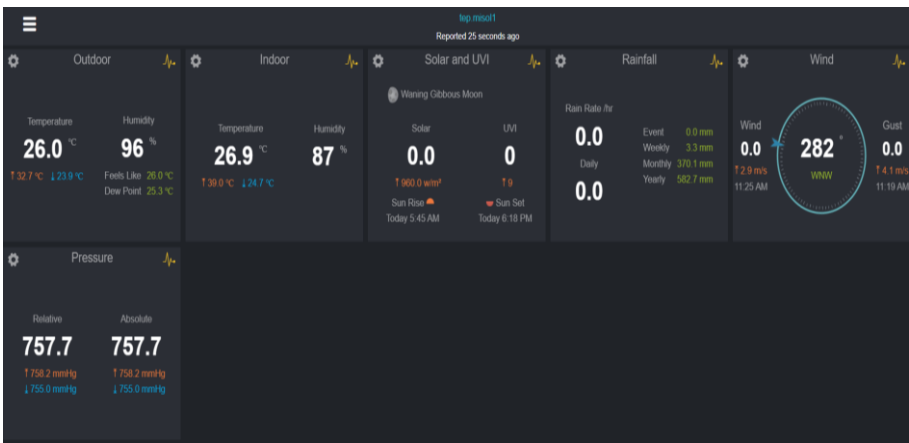 tep.misol1
Reported 25 seconds ago
Outdoor
Temperature
Humidity
26.0 °C
96 %
↑32.7 °C ↓23.9 °C
Feels Like 26.0 °C
Dew Point 25.3 °C
Indoor
Temperature
Humidity
26.9 °C
87 %
↑39.0 °C ↓24.7 °C
Solar and UVI
Waning Gibbous Moon
Solar
UVI
0.0
0
↑960.0 w/m²
↑9
Sun Rise
Sun Set
Today 5:45 AM
Today 6:18 PM
Rainfall
Rain Rate /hr
0.0
Daily
0.0
Event 0.0 mm
Weekly 3.3 mm
Monthly 370.1 mm
Yearly 582.7 mm
Wind
Wind
0.0
↑2.9 m/s
11:25 AM
282 °
WNW
Gust
0.0
↑4.1 m/s
11:19 AM
Pressure
Relative
Absolute
757.7
757.7
↑758.2 mmHg
↑758.2 mmHg
↓755.0 mmHg
↓755.0 mmHg